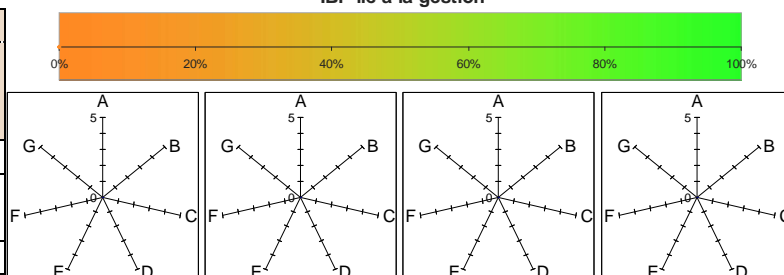 IBP lié à la gestion
0% 20% 40% 60% 80% 100%
A A A A
5 5 5 5
G B G B G B G B
0 0 0 0
F C F C F C F C
E D E D E D E D